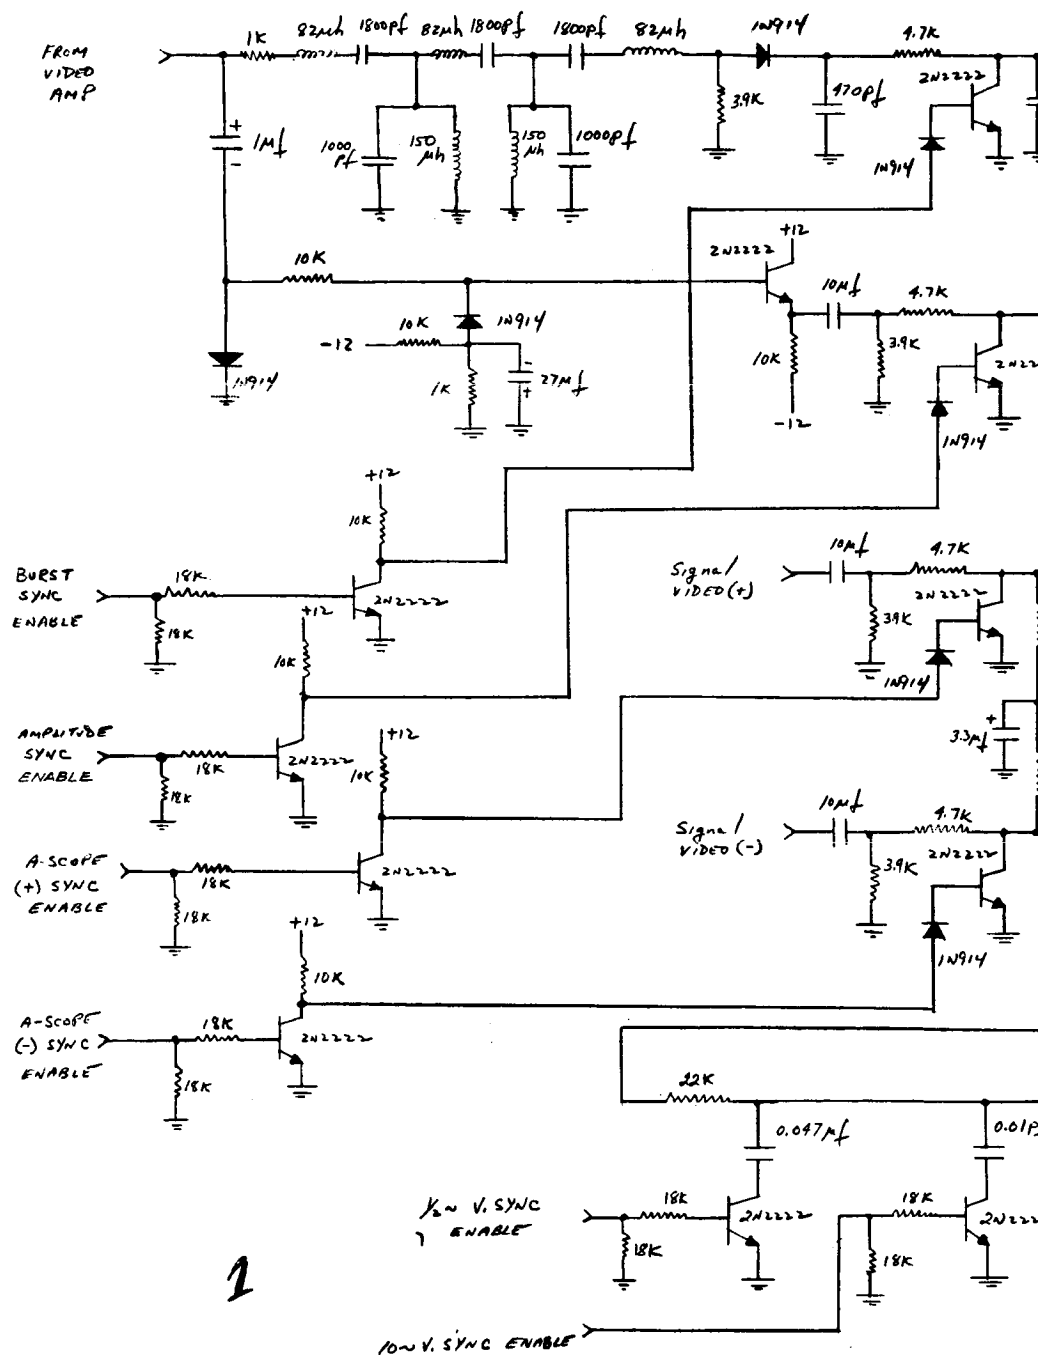 FROM
VIDEO
AMP
1K
82μh
1800pf
82μh
1800pf
1800pf
82μh
1N914
4.7K
3.9K
470pf
2N2222
1N914
1μf
+
-
1000
pf
150
μh
150
μh
1000pf
10K
2N2222
+12
10μf
4.7K
10K
-12
3.9K
1N914
-12
10K
1N914
1K
-
+
27μf
1N914
+12
10K
BURST
SYNC
ENABLE
18K
18K
2N2222
+12
10K
AMPLITUDE
SYNC
ENABLE
18K
18K
2N2222
+12
10K
A-SCOPE
(+) SYNC
ENABLE
18K
18K
2N2222
+12
10K
A-SCOPE
(-) SYNC
ENABLE
18K
18K
2N2222
Signal
VIDEO (+)
10μf
4.7K
3.9K
2N2222
1N914
+
3.3μf
Signal
VIDEO (-)
10μf
4.7K
3.9K
2N2222
1N914
22K
0.047μf
1/2~ V. SYNC
ENABLE
18K
18K
2N2222
18K
18K
10~ V. SYNC ENABLE
1